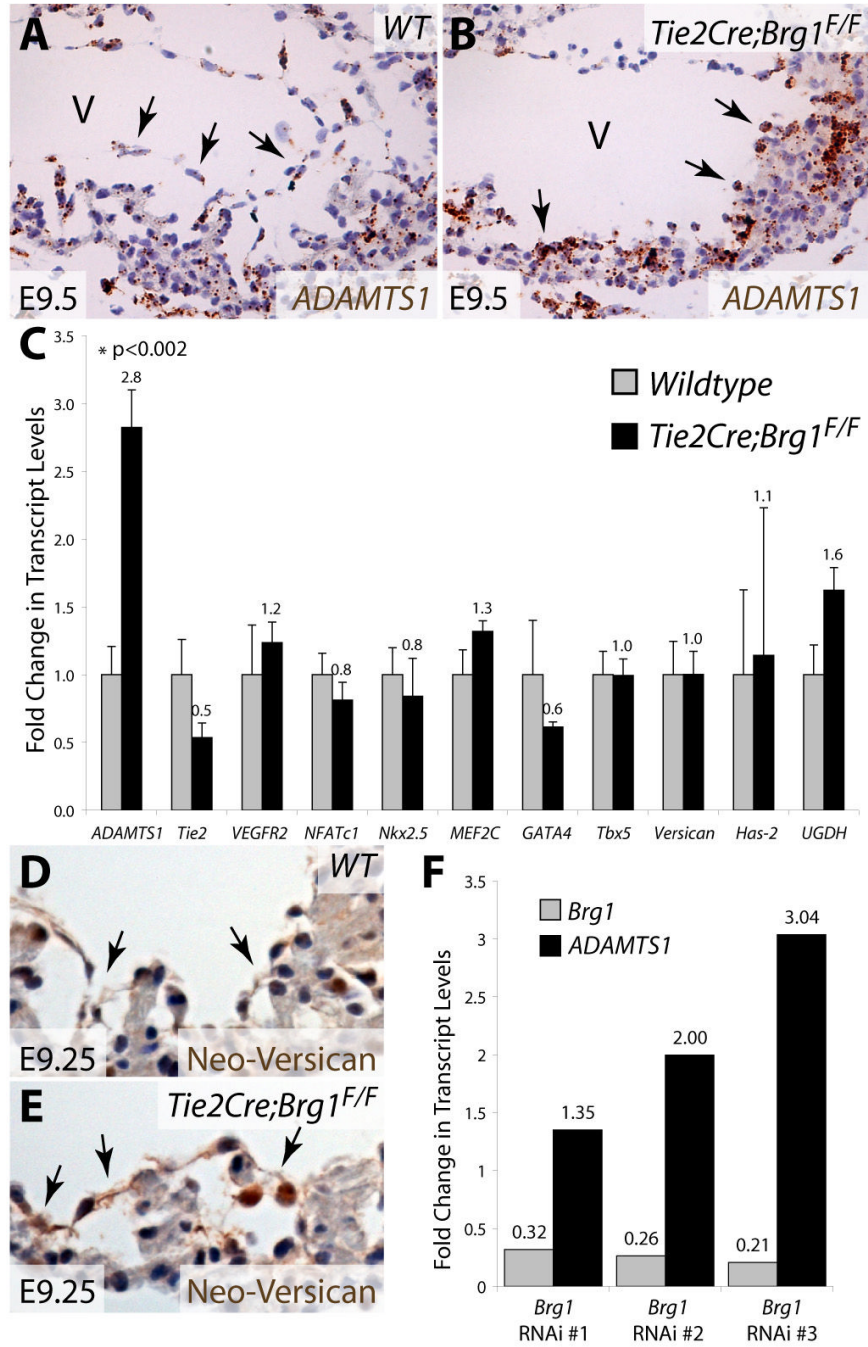 A
WT
V
E9.5
ADAMTS1
B
Tie2Cre;Brg1F/F
V
E9.5
ADAMTS1
C
Fold Change in Transcript Levels
3.5
3.0
2.5
2.0
1.5
1.0
0.5
0.0
* p<0.002
Wildtype
Tie2Cre;Brg1F/F
2.8
0.5
1.2
0.8
0.8
1.3
0.6
1.0
1.0
1.1
1.6
ADAMTS1 Tie2 VEGFR2 NFATc1 Nkx2.5 MEF2C GATA4 Tbx5 Versican Has-2 UGDH
D
WT
E9.25
Neo-Versican
E
Tie2Cre;Brg1F/F
E9.25
Neo-Versican
F
Fold Change in Transcript Levels
3.5
3
2.5
2
1.5
1
0.5
0
Brg1
ADAMTS1
0.32
1.35
0.26
2.00
0.21
3.04
Brg1
RNAi #1
Brg1
RNAi #2
Brg1
RNAi #3